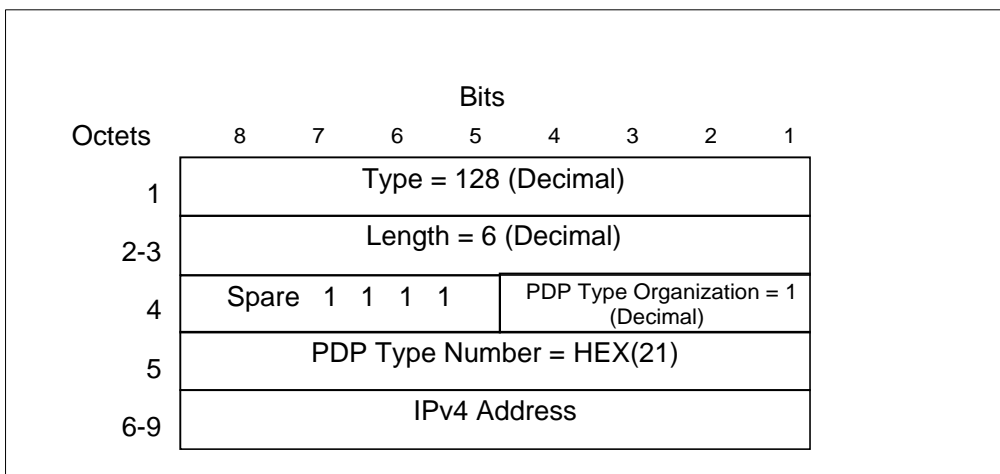 Bits
Octets 8 7 6 5 4 3 2 1
1 Type = 128 (Decimal)
2-3 Length = 6 (Decimal)
4 Spare 1 1 1 1 PDP Type Organization = 1
(Decimal)
5 PDP Type Number = HEX(21)
6-9 IPv4 Address